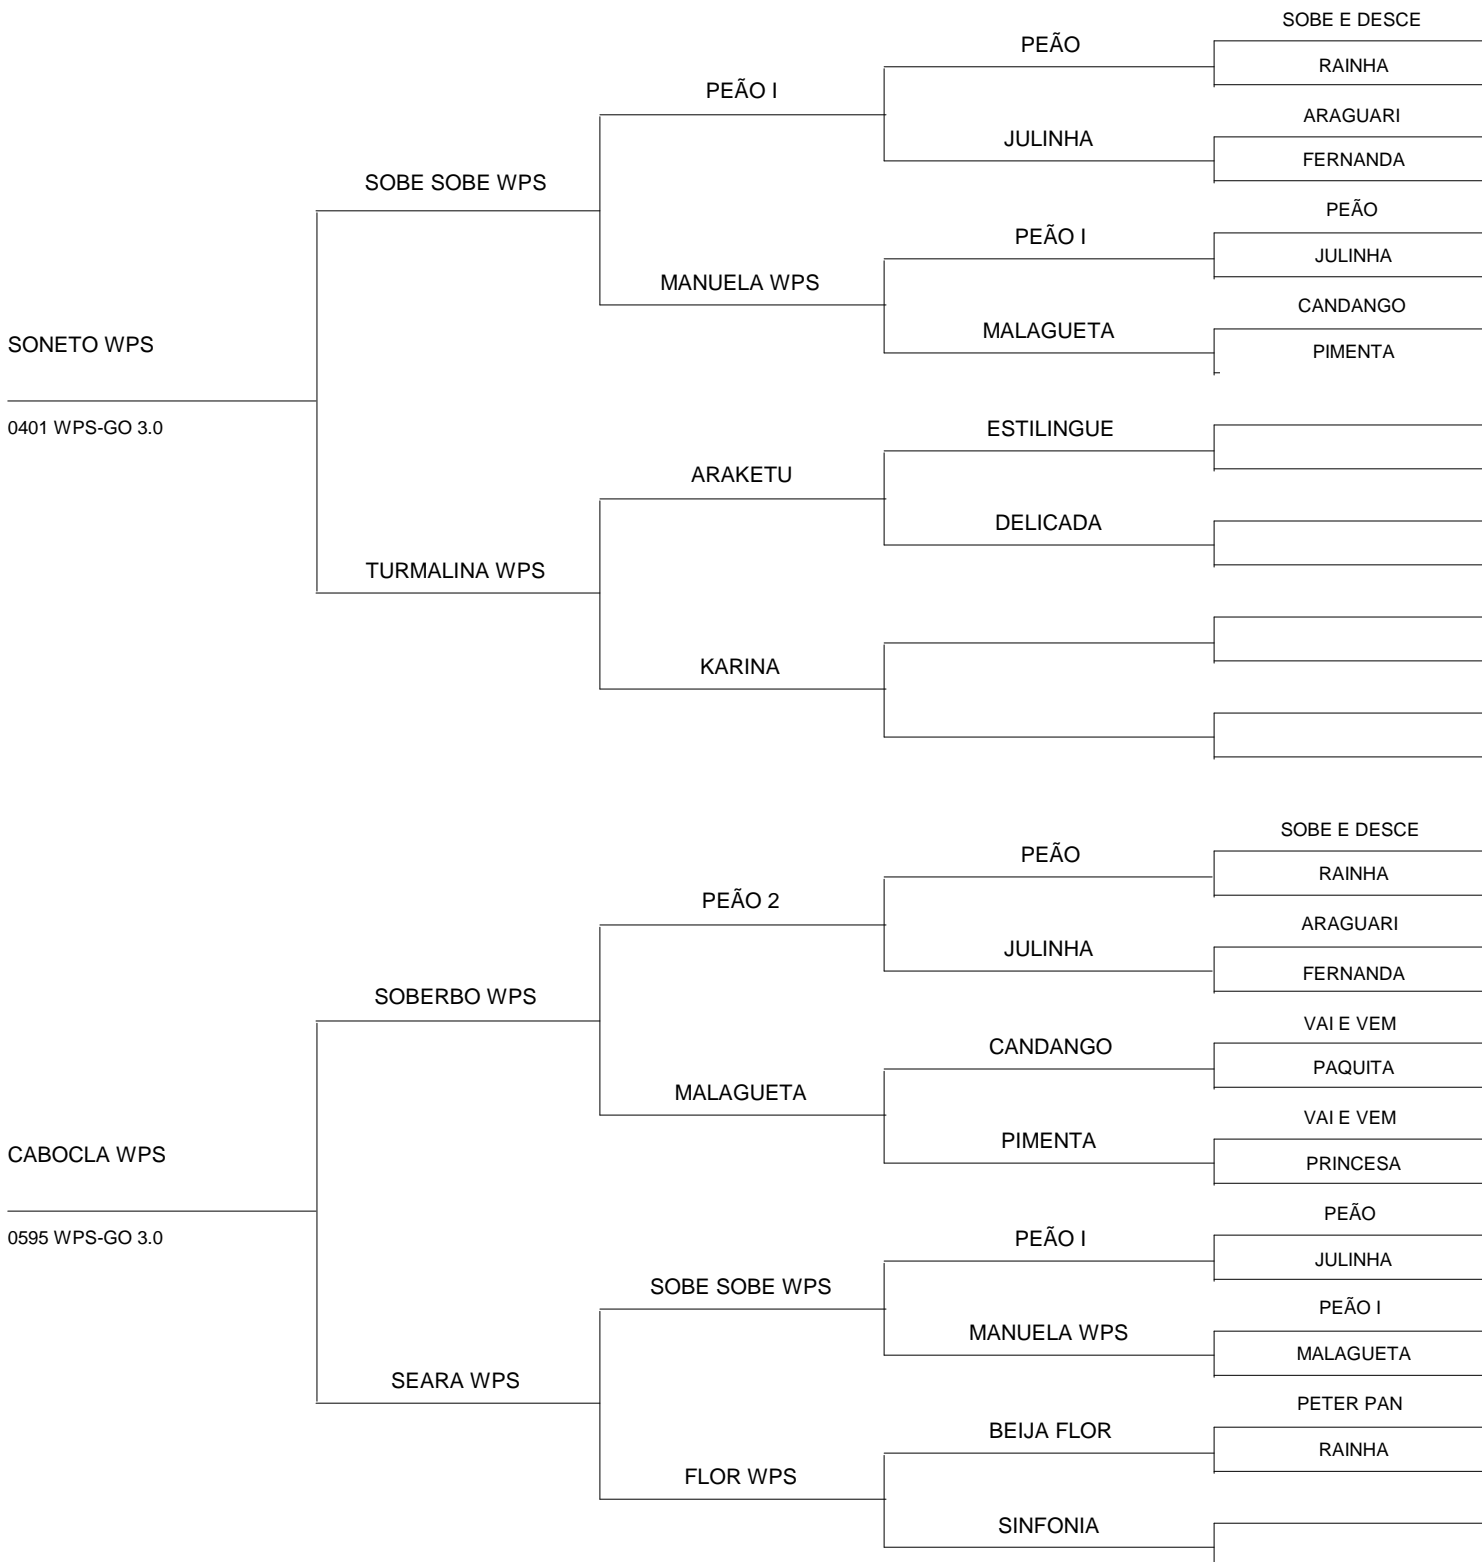 SOBE E DESCE
PEÃO
RAINHA
PEÃO I
ARAGUARI
JULINHA
FERNANDA
SOBE SOBE WPS
PEÃO
PEÃO I
JULINHA
MANUELA WPS
CANDANGO
MALAGUETA
SONETO WPS
PIMENTA
0401 WPS-GO 3.0
ESTILINGUE
ARAKETU
DELICADA
TURMALINA WPS
KARINA
SOBE E DESCE
PEÃO
RAINHA
PEÃO 2
ARAGUARI
JULINHA
FERNANDA
SOBERBO WPS
VAI E VEM
CANDANGO
PAQUITA
MALAGUETA
VAI E VEM
PIMENTA
CABOCLA WPS
PRINCESA
PEÃO
0595 WPS-GO 3.0
PEÃO I
JULINHA
SOBE SOBE WPS
PEÃO I
MANUELA WPS
MALAGUETA
SEARA WPS
PETER PAN
BEIJA FLOR
RAINHA
FLOR WPS
SINFONIA